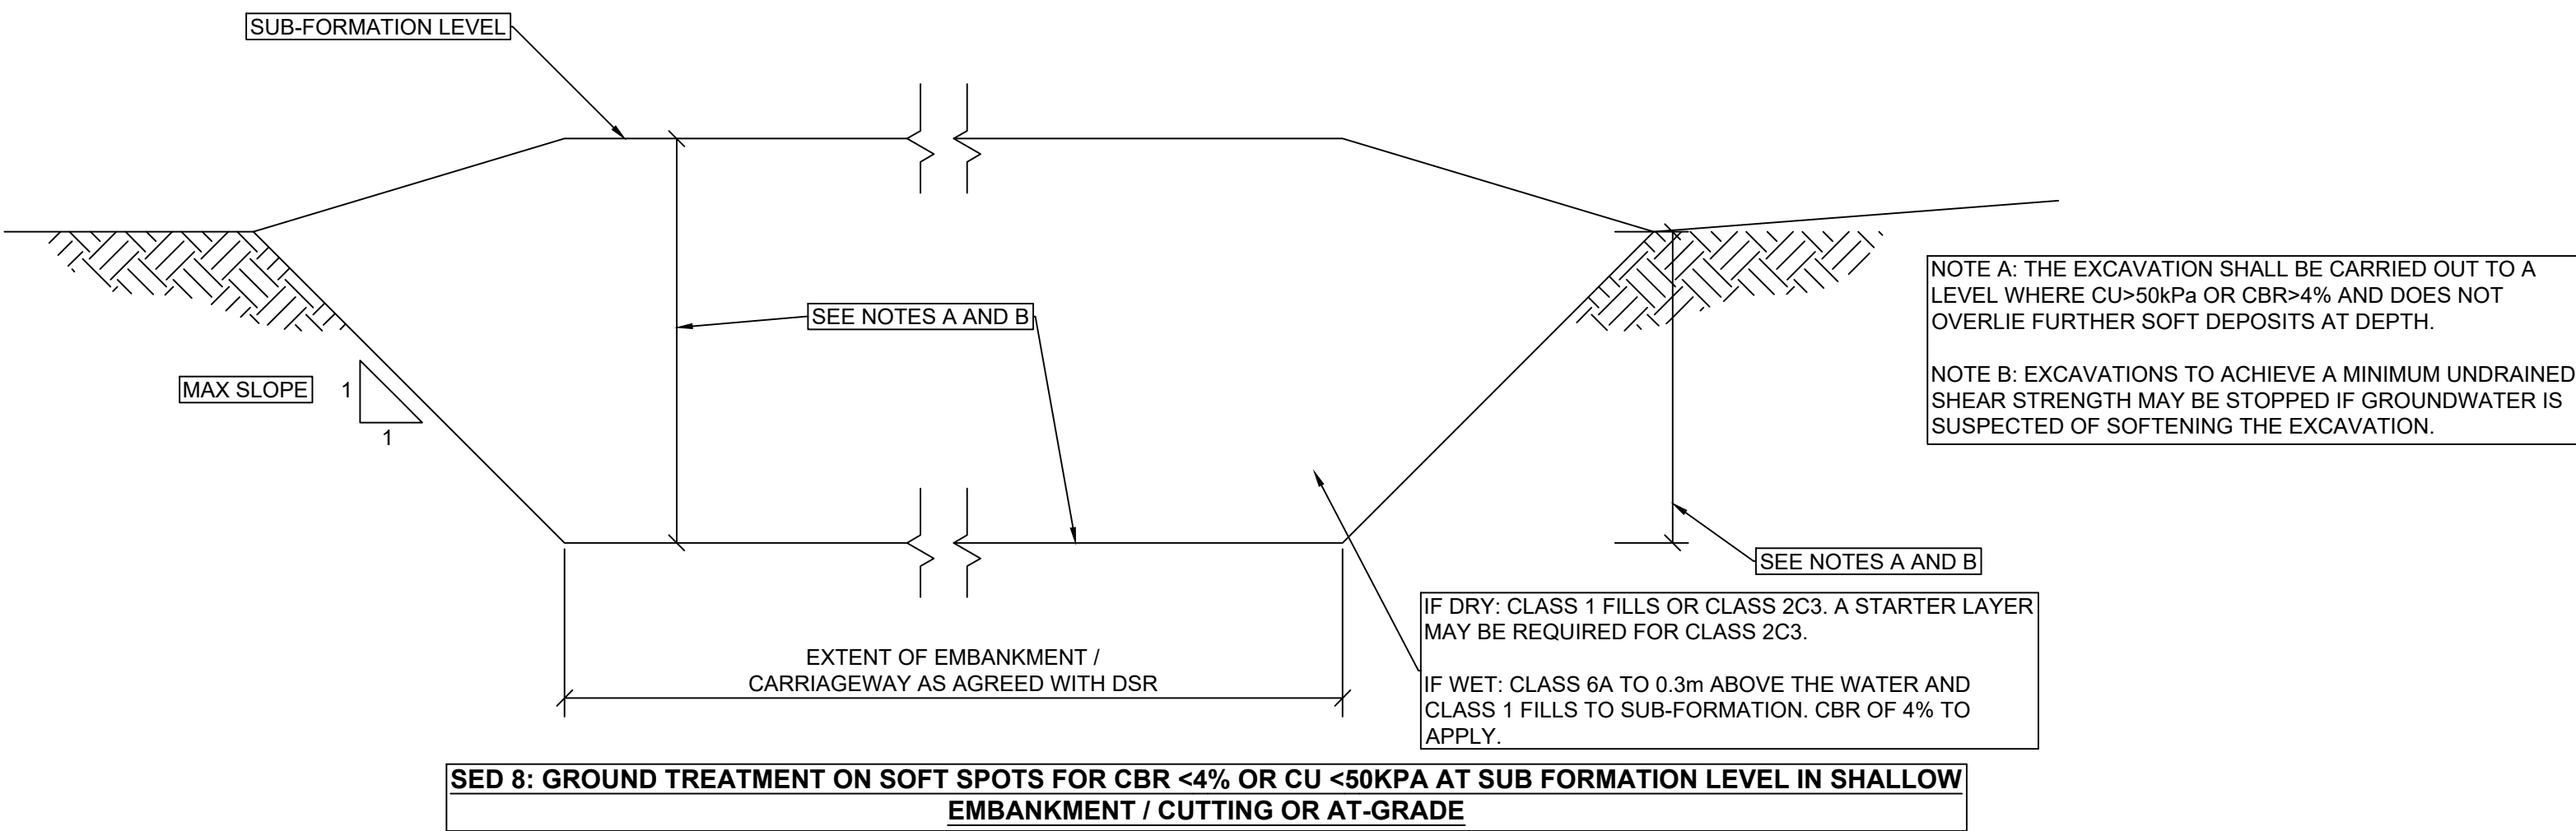 SUB-FORMATION LEVEL
SEE NOTES A AND B
MAX SLOPE
1
1
NOTE A: THE EXCAVATION SHALL BE CARRIED OUT TO A
LEVEL WHERE CU>50kPa OR CBR>4% AND DOES NOT
OVERLIE FURTHER SOFT DEPOSITS AT DEPTH.
NOTE B: EXCAVATIONS TO ACHIEVE A MINIMUM UNDRAINED
SHEAR STRENGTH MAY BE STOPPED IF GROUNDWATER IS
SUSPECTED OF SOFTENING THE EXCAVATION.
SEE NOTES A AND B
IF DRY: CLASS 1 FILLS OR CLASS 2C3. A STARTER LAYER
MAY BE REQUIRED FOR CLASS 2C3.
IF WET: CLASS 6A TO 0.3m ABOVE THE WATER AND
CLASS 1 FILLS TO SUB-FORMATION. CBR OF 4% TO
APPLY.
EXTENT OF EMBANKMENT /
CARRIAGEWAY AS AGREED WITH DSR
SED 8: GROUND TREATMENT ON SOFT SPOTS FOR CBR <4% OR CU <50KPA AT SUB FORMATION LEVEL IN SHALLOW
EMBANKMENT / CUTTING OR AT-GRADE